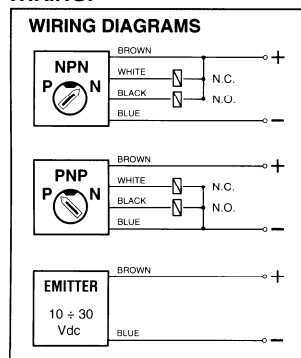 WIRING DIAGRAMS
BROWN +
NPN
WHITE N.C.
P N
BLACK N.O.
BLUE −
BROWN +
PNP
WHITE N.C.
P N
BLACK N.O.
BLUE −
BROWN +
EMITTER
10 ÷ 30
Vdc
BLUE −